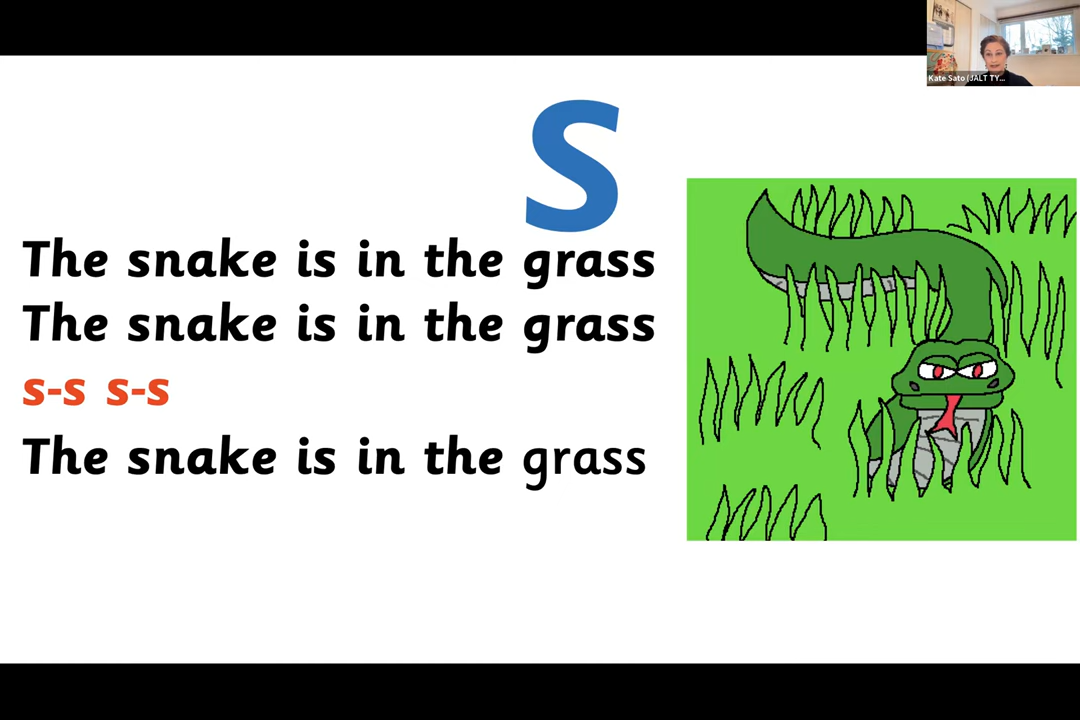 Kate Sato (JALT TY...
s
The snake is in the grass
The snake is in the grass
s-s s-s
The snake is in the grass